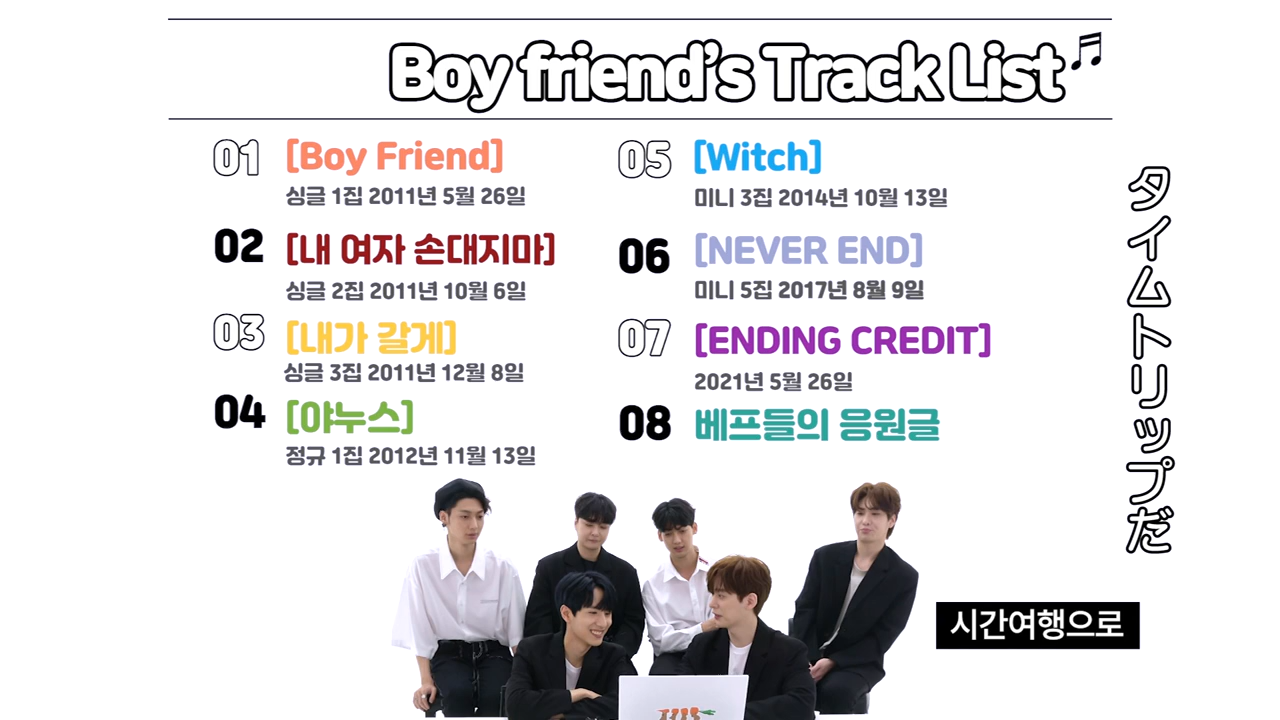 Boy friend's Track List
01 [Boy Friend]
싱글 1집 2011년 5월 26일
02 [내 여자 손대지마]
싱글 2집 2011년 10월 6일
03 [내가 갈게]
싱글 3집 2011년 12월 8일
04 [야누스]
정규 1집 2012년 11월 13일
05 [Witch]
미니 3집 2014년 10월 13일
06 [NEVER END]
미니 5집 2017년 8월 9일
07 [ENDING CREDIT]
2021년 5월 26일
08 베프들의 응원글
タイムトリップだ
시간여행으로